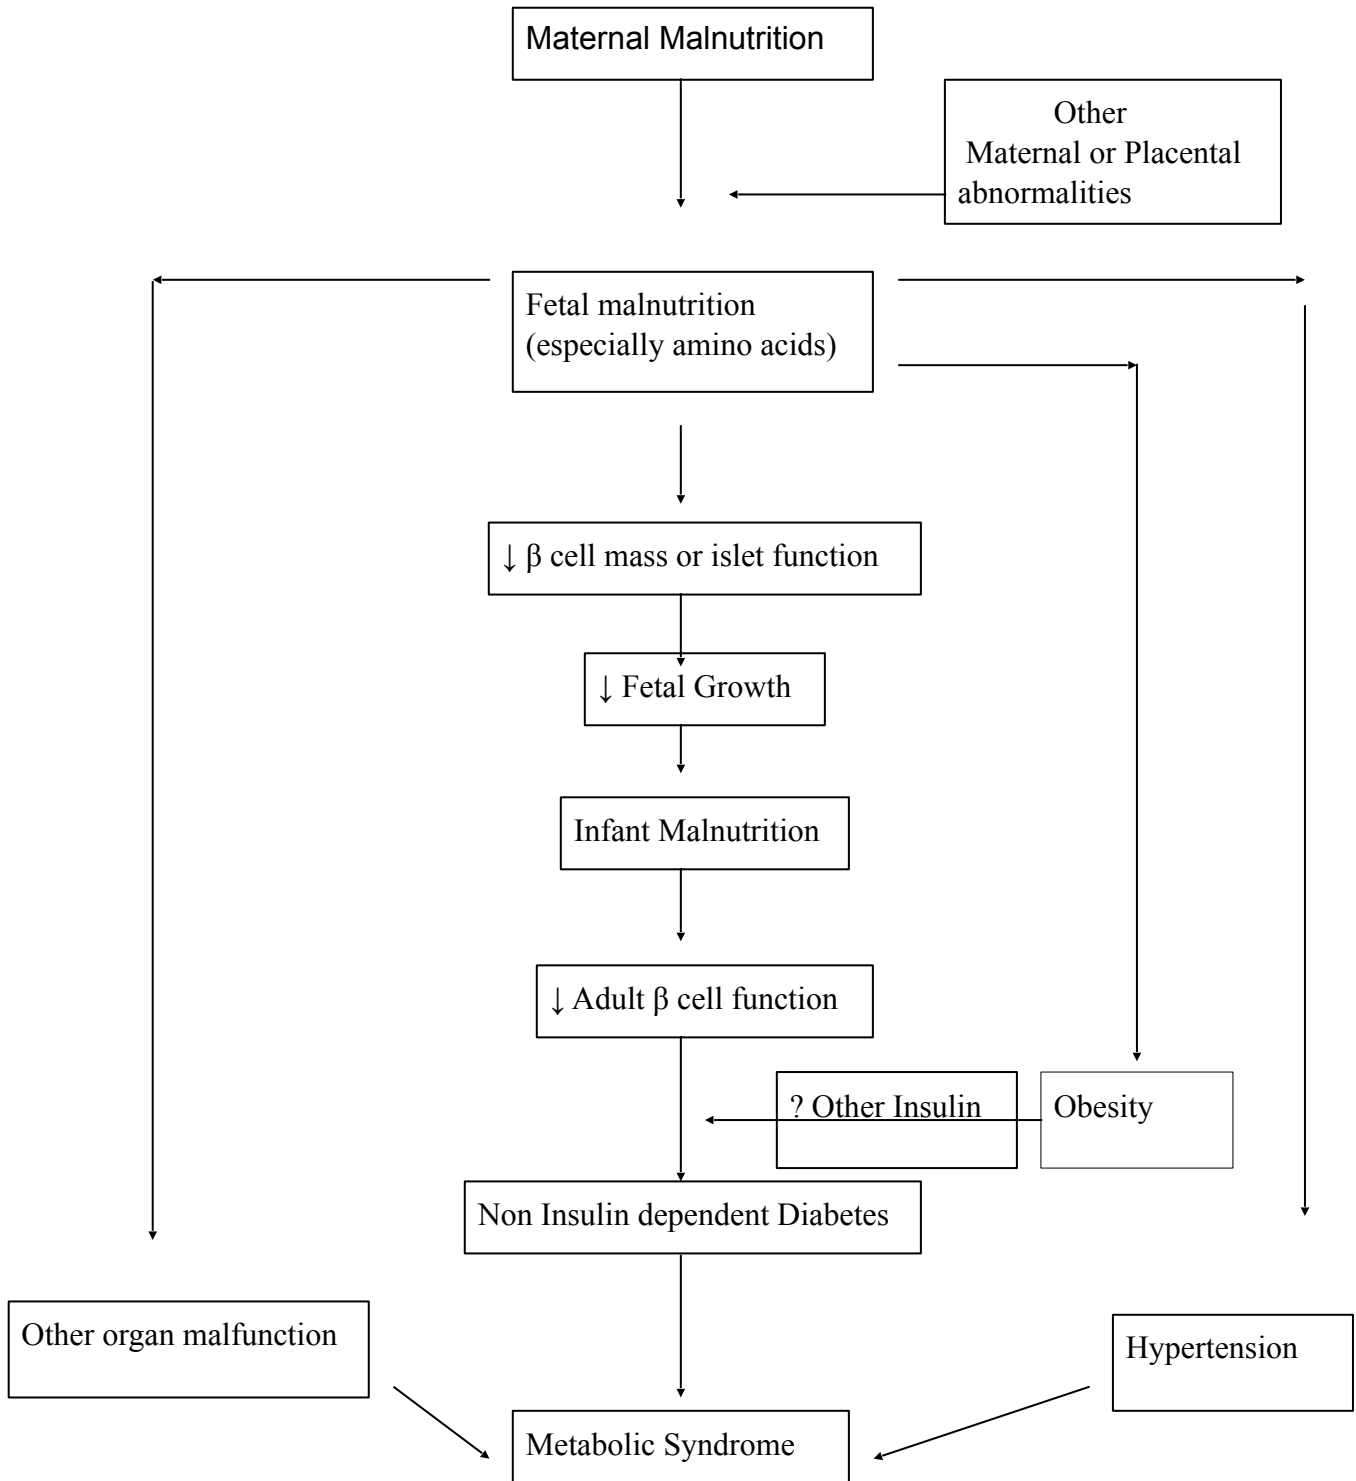 Maternal Malnutrition
Other
Maternal or Placental
abnormalities
Fetal malnutrition
(especially amino acids)
↓ β cell mass or islet function
↓ Fetal Growth
Infant Malnutrition
↓ Adult β cell function
? Other Insulin
Obesity
Non Insulin dependent Diabetes
Other organ malfunction
Hypertension
Metabolic Syndrome